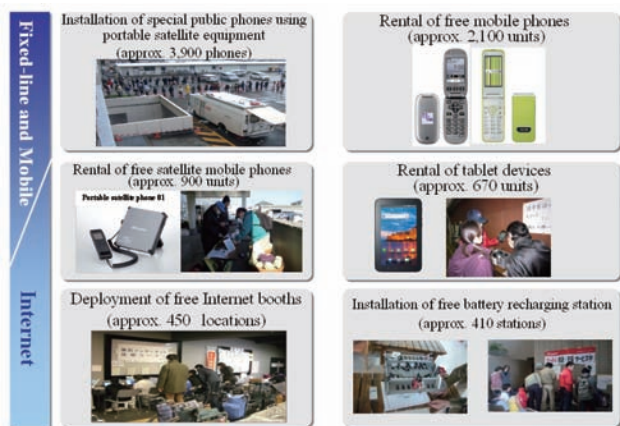 Fixed-line and Mobile
Internet
Installation of special public phones using
portable satellite equipment
(approx. 3,900 phones)
Rental of free mobile phones
(approx. 2,100 units)
Rental of free satellite mobile phones
(approx. 900 units)
Portable satellite phone 01
Rental of tablet devices
(approx. 670 units)
Deployment of free Internet booths
(approx. 450 locations)
Installation of free battery recharging station
(approx. 410 stations)